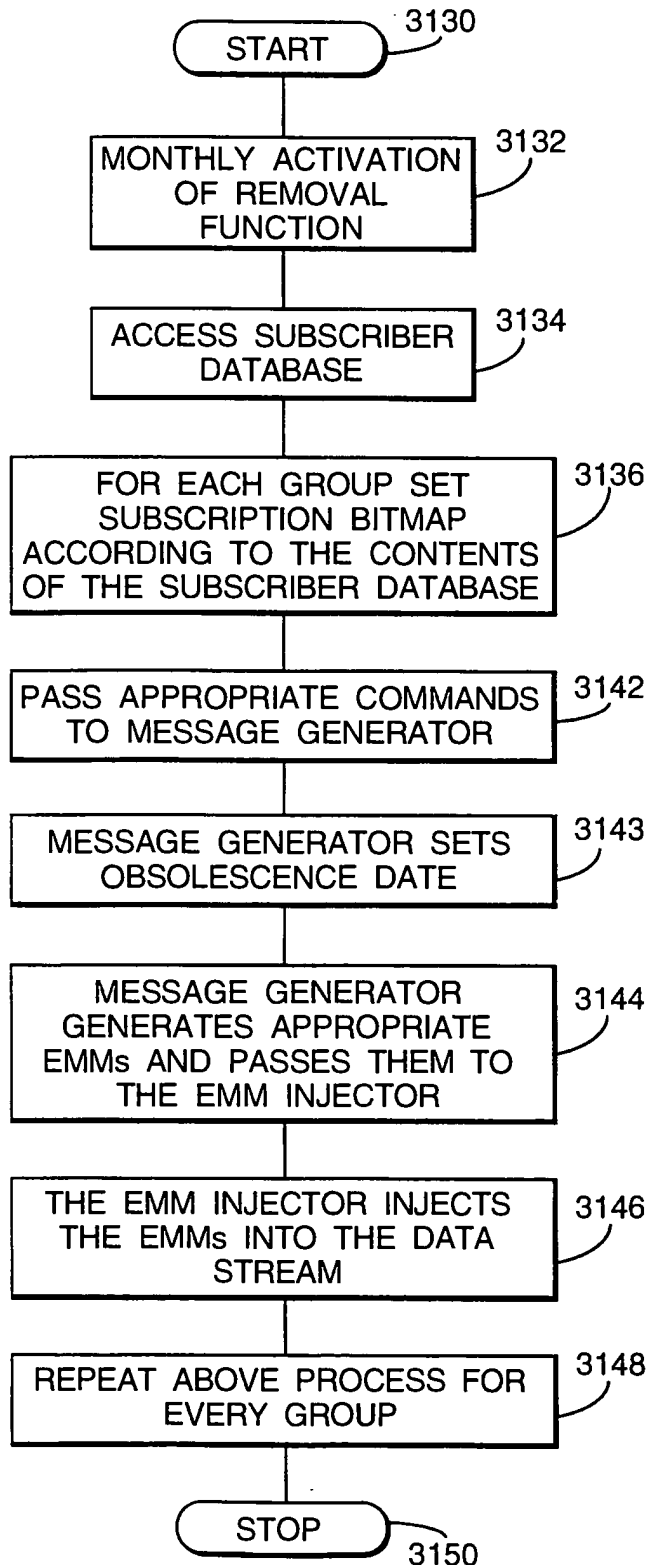 3130
START
3132
MONTHLY ACTIVATION
OF REMOVAL
FUNCTION
3134
ACCESS SUBSCRIBER
DATABASE
3136
FOR EACH GROUP SET
SUBSCRIPTION BITMAP
ACCORDING TO THE CONTENTS
OF THE SUBSCRIBER DATABASE
3142
PASS APPROPRIATE COMMANDS
TO MESSAGE GENERATOR
3143
MESSAGE GENERATOR SETS
OBSOLESCENCE DATE
3144
MESSAGE GENERATOR
GENERATES APPROPRIATE
EMMs AND PASSES THEM TO
THE EMM INJECTOR
3146
THE EMM INJECTOR INJECTS
THE EMMs INTO THE DATA
STREAM
3148
REPEAT ABOVE PROCESS FOR
EVERY GROUP
STOP
3150